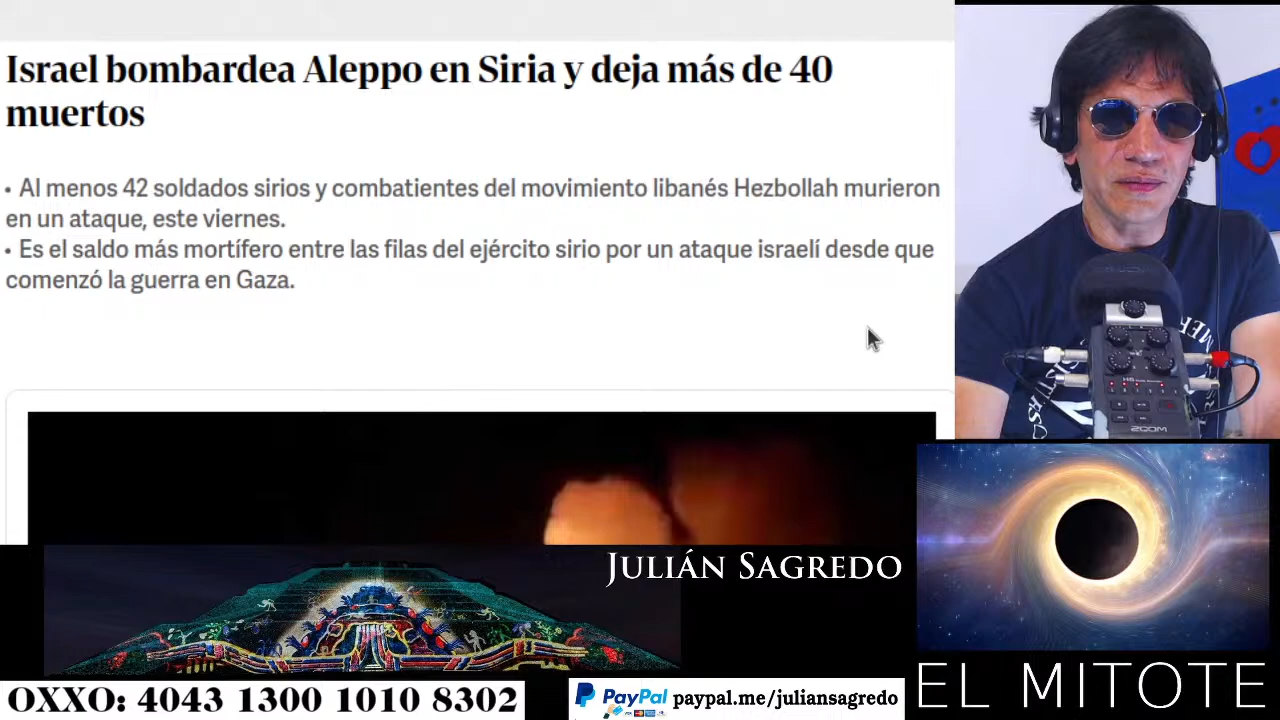 Israel bombardea Aleppo en Siria y deja más de 40
muertos
• Al menos 42 soldados sirios y combatientes del movimiento libanés Hezbollah murieron
en un ataque, este viernes.
• Es el saldo más mortífero entre las filas del ejército sirio por un ataque israelí desde que
comenzó la guerra en Gaza.
H6
zoom
JULIÁN SAGREDO
OXXO: 4043 1300 1010 8302
PayPal paypal.me/juliansagredo
EL MITOTE